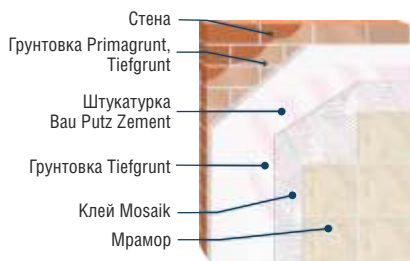 Стена
Грунтовка Primagrunt,
Tiefgrunt
Штукатурка
Bau Putz Zement
Грунтовка Tiefgrunt
Клей Mosaik
Мрамор